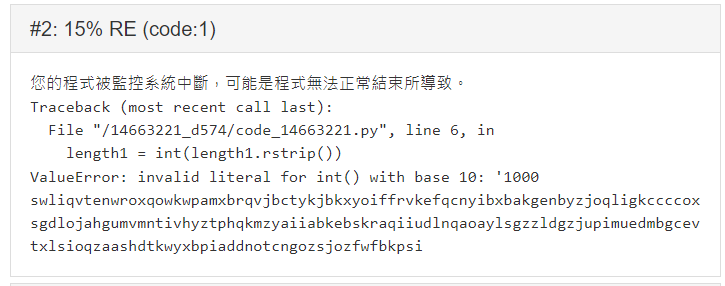 #2: 15% RE (code:1)
您的程式被監控系統中斷，可能是程式無法正常結束所導致。
Traceback (most recent call last):
  File "/14663221_d574/code_14663221.py", line 6, in
    length1 = int(length1.rstrip())
ValueError: invalid literal for int() with base 10: '1000
swliqvtenwroxqowkwpamxbrqvjbctykjbkxyoiffrvkefqcnyibxbakgenbyzjoqligkccccox
sgdlojahgumvmntivhyztphqkmzyaiiabkebskraqiiudlnqaoaylsgzzldgzjupimuedmbgcev
txlsioqzaashdtkwyxbpiaddnotcngozsjozfwfbkpsi